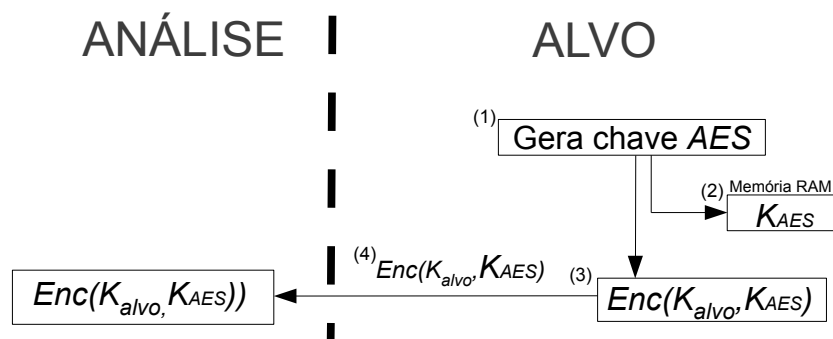 ANÁLISE
ALVO
(1) Gera chave AES
(2) Memória RAM
KAES
(4) Enc(Kalvo,KAES)
(3) Enc(Kalvo,KAES)
Enc(Kalvo,KAES))